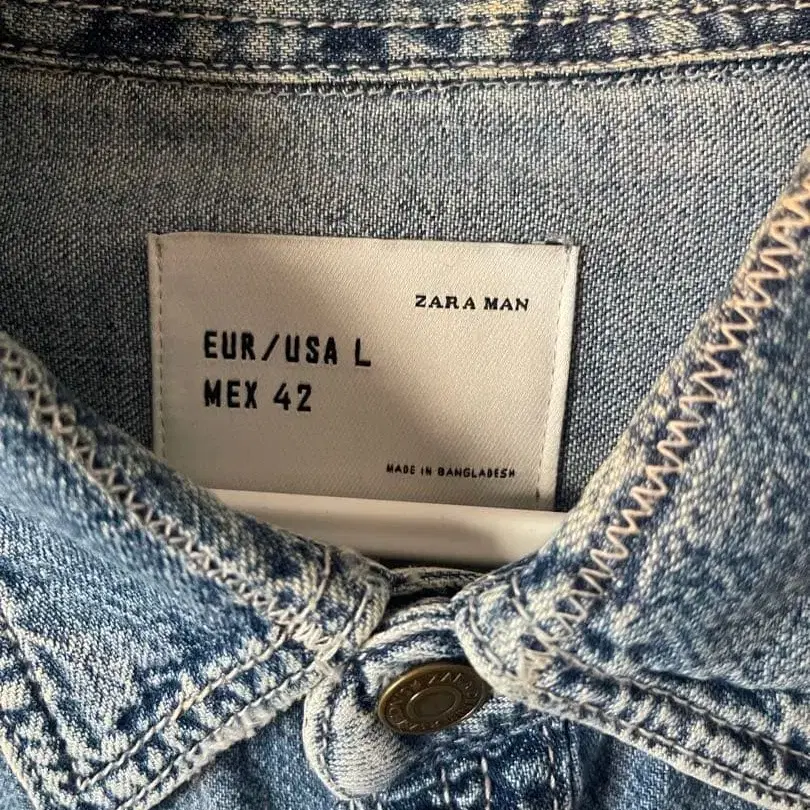 ZARA MAN
EUR/USA L
MEX 42
MADE IN BANGLADESH